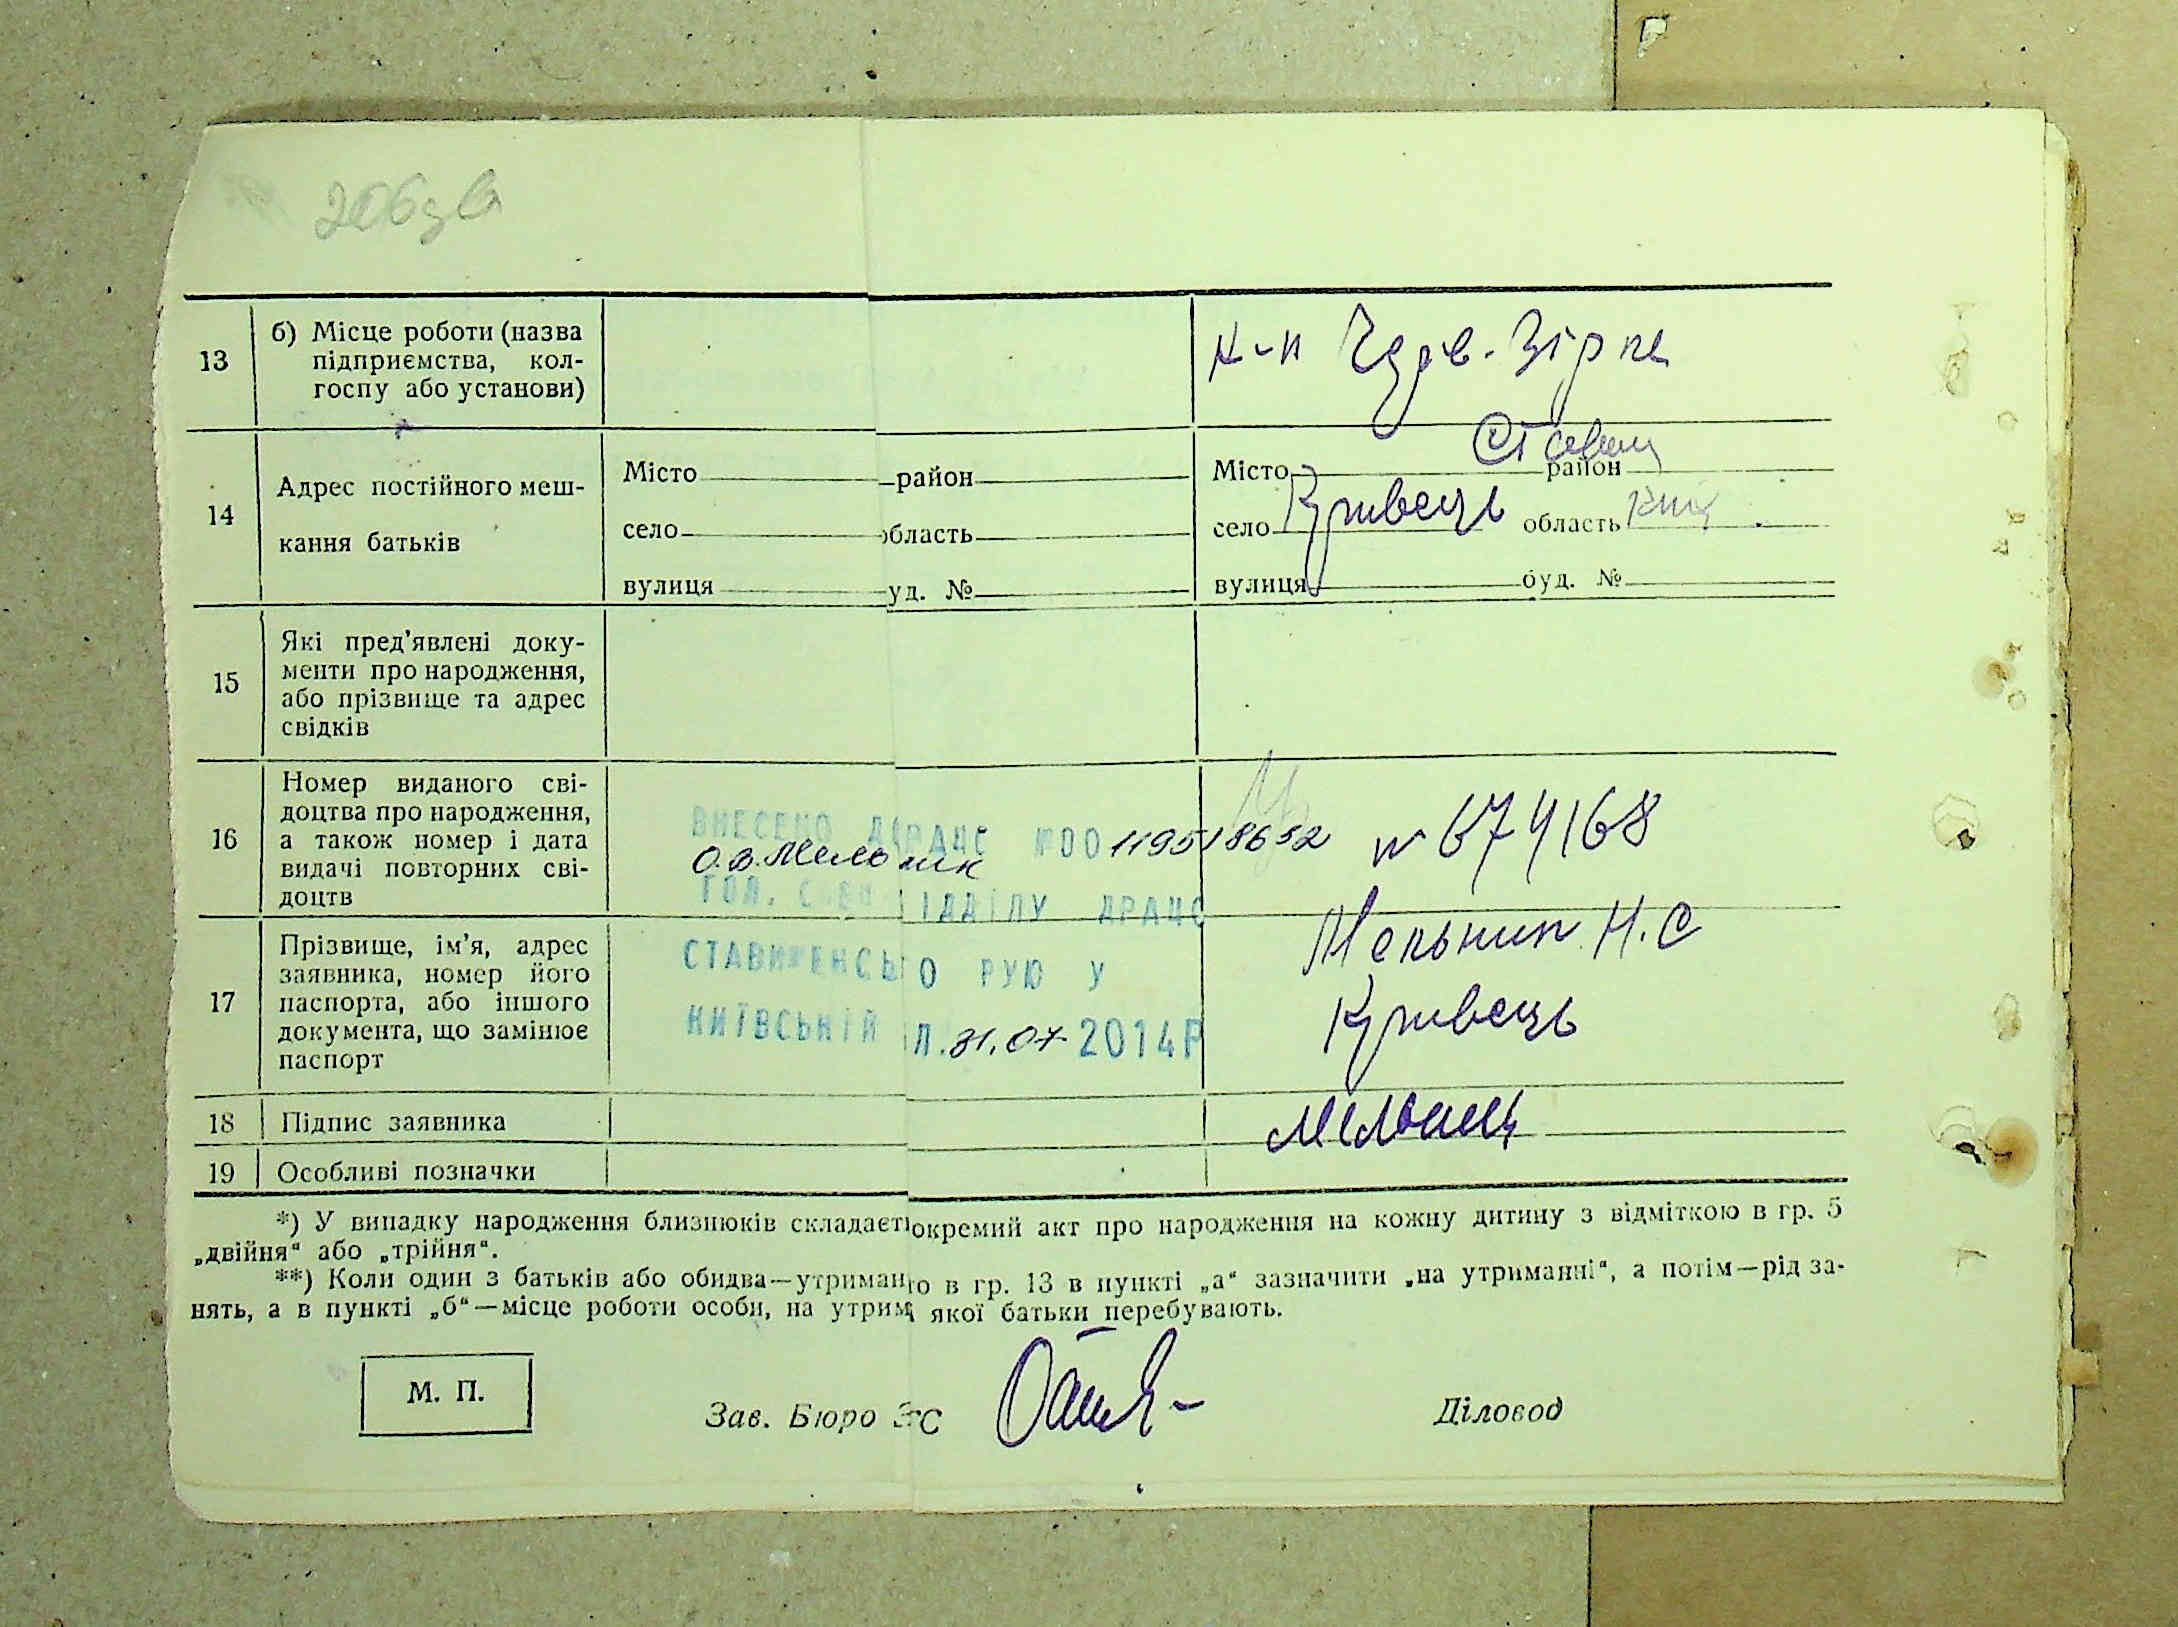 206зв
13
б) Місце роботи (назва
підприємства, кол-
госпу або установи)
к-п Черв. Зірка
14
Адрес постійного меш-
кання батьків
Місто район
село область
вулиця уд. №
Ставищ
Місто район
село Кривець область Київ
вулиця буд. №
15
Які пред’явлені доку-
менти про народження,
або прізвище та адрес
свідків
16
Номер виданого сві-
доцтва про народження,
а також номер і дата
видачі повторних сві-
доцтв
ВНЕСЕНО ДРАЦС №00119518652
О.В.Мельник
ГОЛ. СПЕЦ ВІДДІЛУ ДРАЦС
№ 674168
17
Прізвище, ім’я, адрес
заявника, номер його
паспорта, або іншого
документа, що замінює
паспорт
СТАВИЩЕНСЬ О РУЮ У
КИЇВСЬКІЙ Л. 31.07 2014Р
Мельник Н. С
Кривець
18
Підпис заявника
Мельник
19
Особливі позначки
*) У випадку народження близнюків складаєт окремий акт про народження на кожну дитину з відміткою в гр. 5
„двійня“ або „трійня“.
**) Коли один з батьків або обидва—утриман то в гр. 13 в пункті „а“ зазначити „на утриманні“, а потім—рід за-
нять, а в пункті „б“—місце роботи особи, на утрим якої батьки перебувають.
М. П.
Зав. Бюро ЗС
Діловод